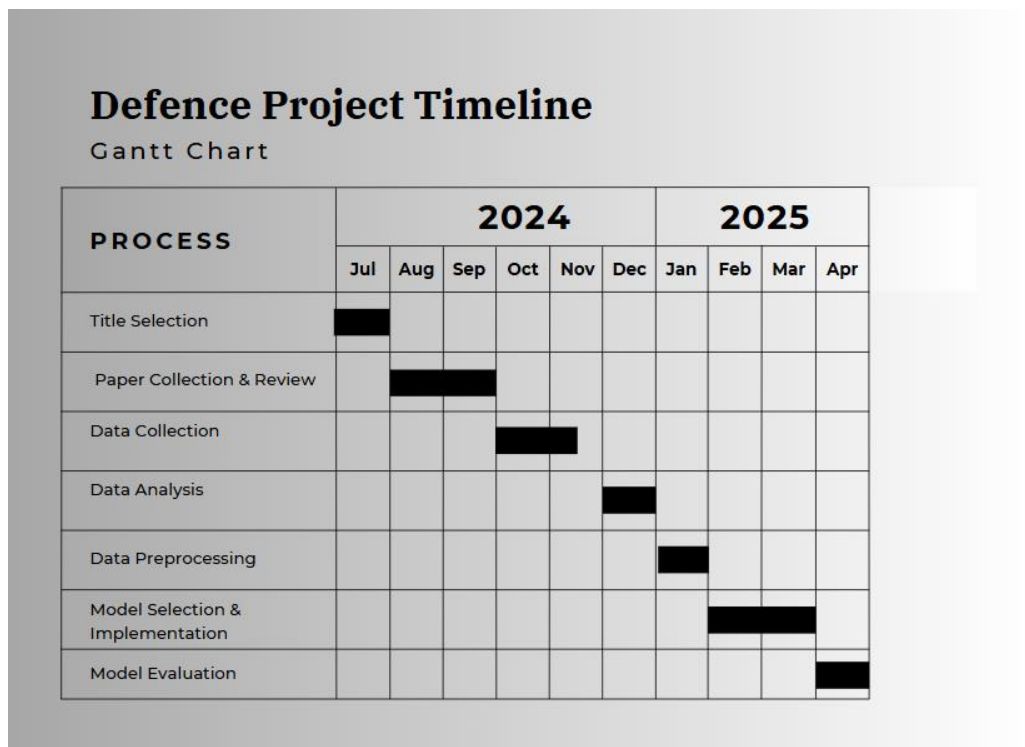 Defence Project Timeline
Gantt Chart
PROCESS
2024 2025
Jul Aug Sep Oct Nov Dec Jan Feb Mar Apr
Title Selection
Paper Collection & Review
Data Collection
Data Analysis
Data Preprocessing
Model Selection &
Implementation
Model Evaluation